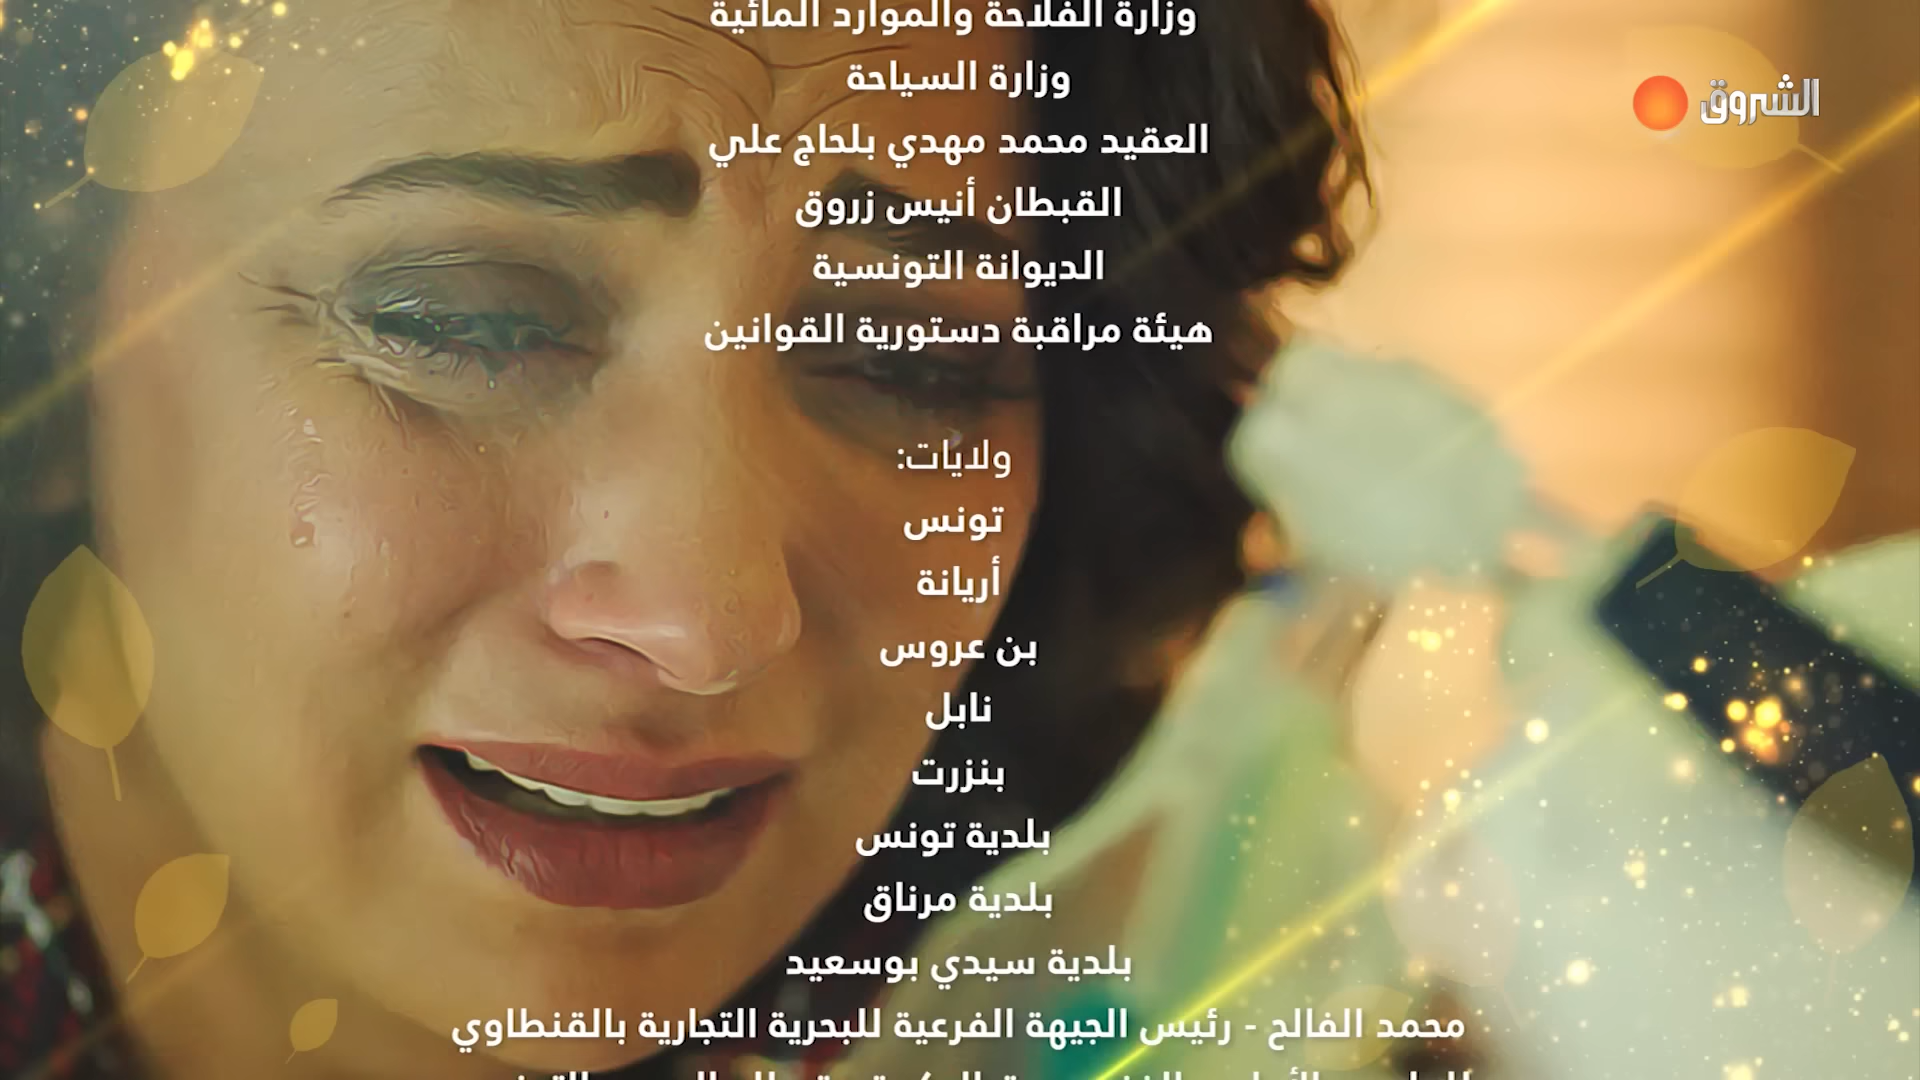 وزارة الفلاحة والموارد المائية
الشروق
وزارة السياحة
العقيد محمد مهدي بلحاج علي
القبطان أنيس زروق
الديوانة التونسية
هيئة مراقبة دستورية القوانين
ولايات:
تونس
أريانة
بن عروس
نابل
بنزرت
بلدية تونس
بلدية مرناق
بلدية سيدي بوسعيد
محمد الفالح - رئيس الجيهة الفرعية للبحرية التجارية بالقنطاوي